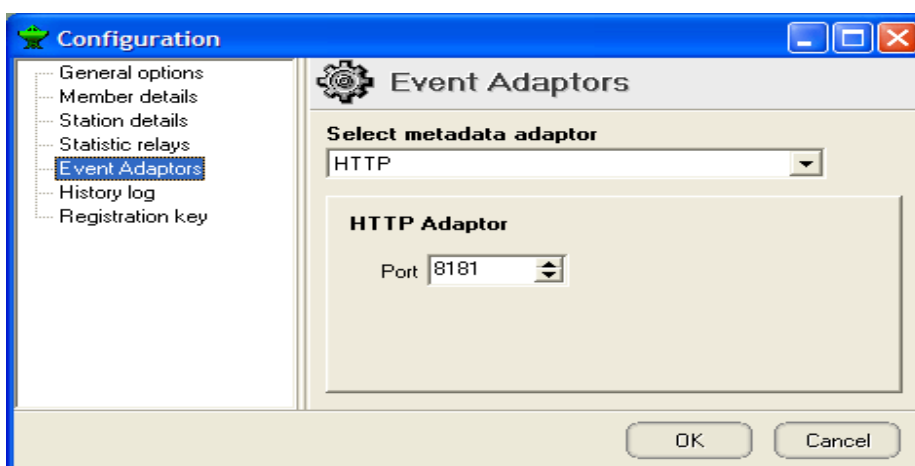 Configuration
General options
Member details
Station details
Statistic relays
Event Adaptors
History log
Registration key
Event Adaptors
Select metadata adaptor
HTTP
HTTP Adaptor
Port 8181
OK Cancel